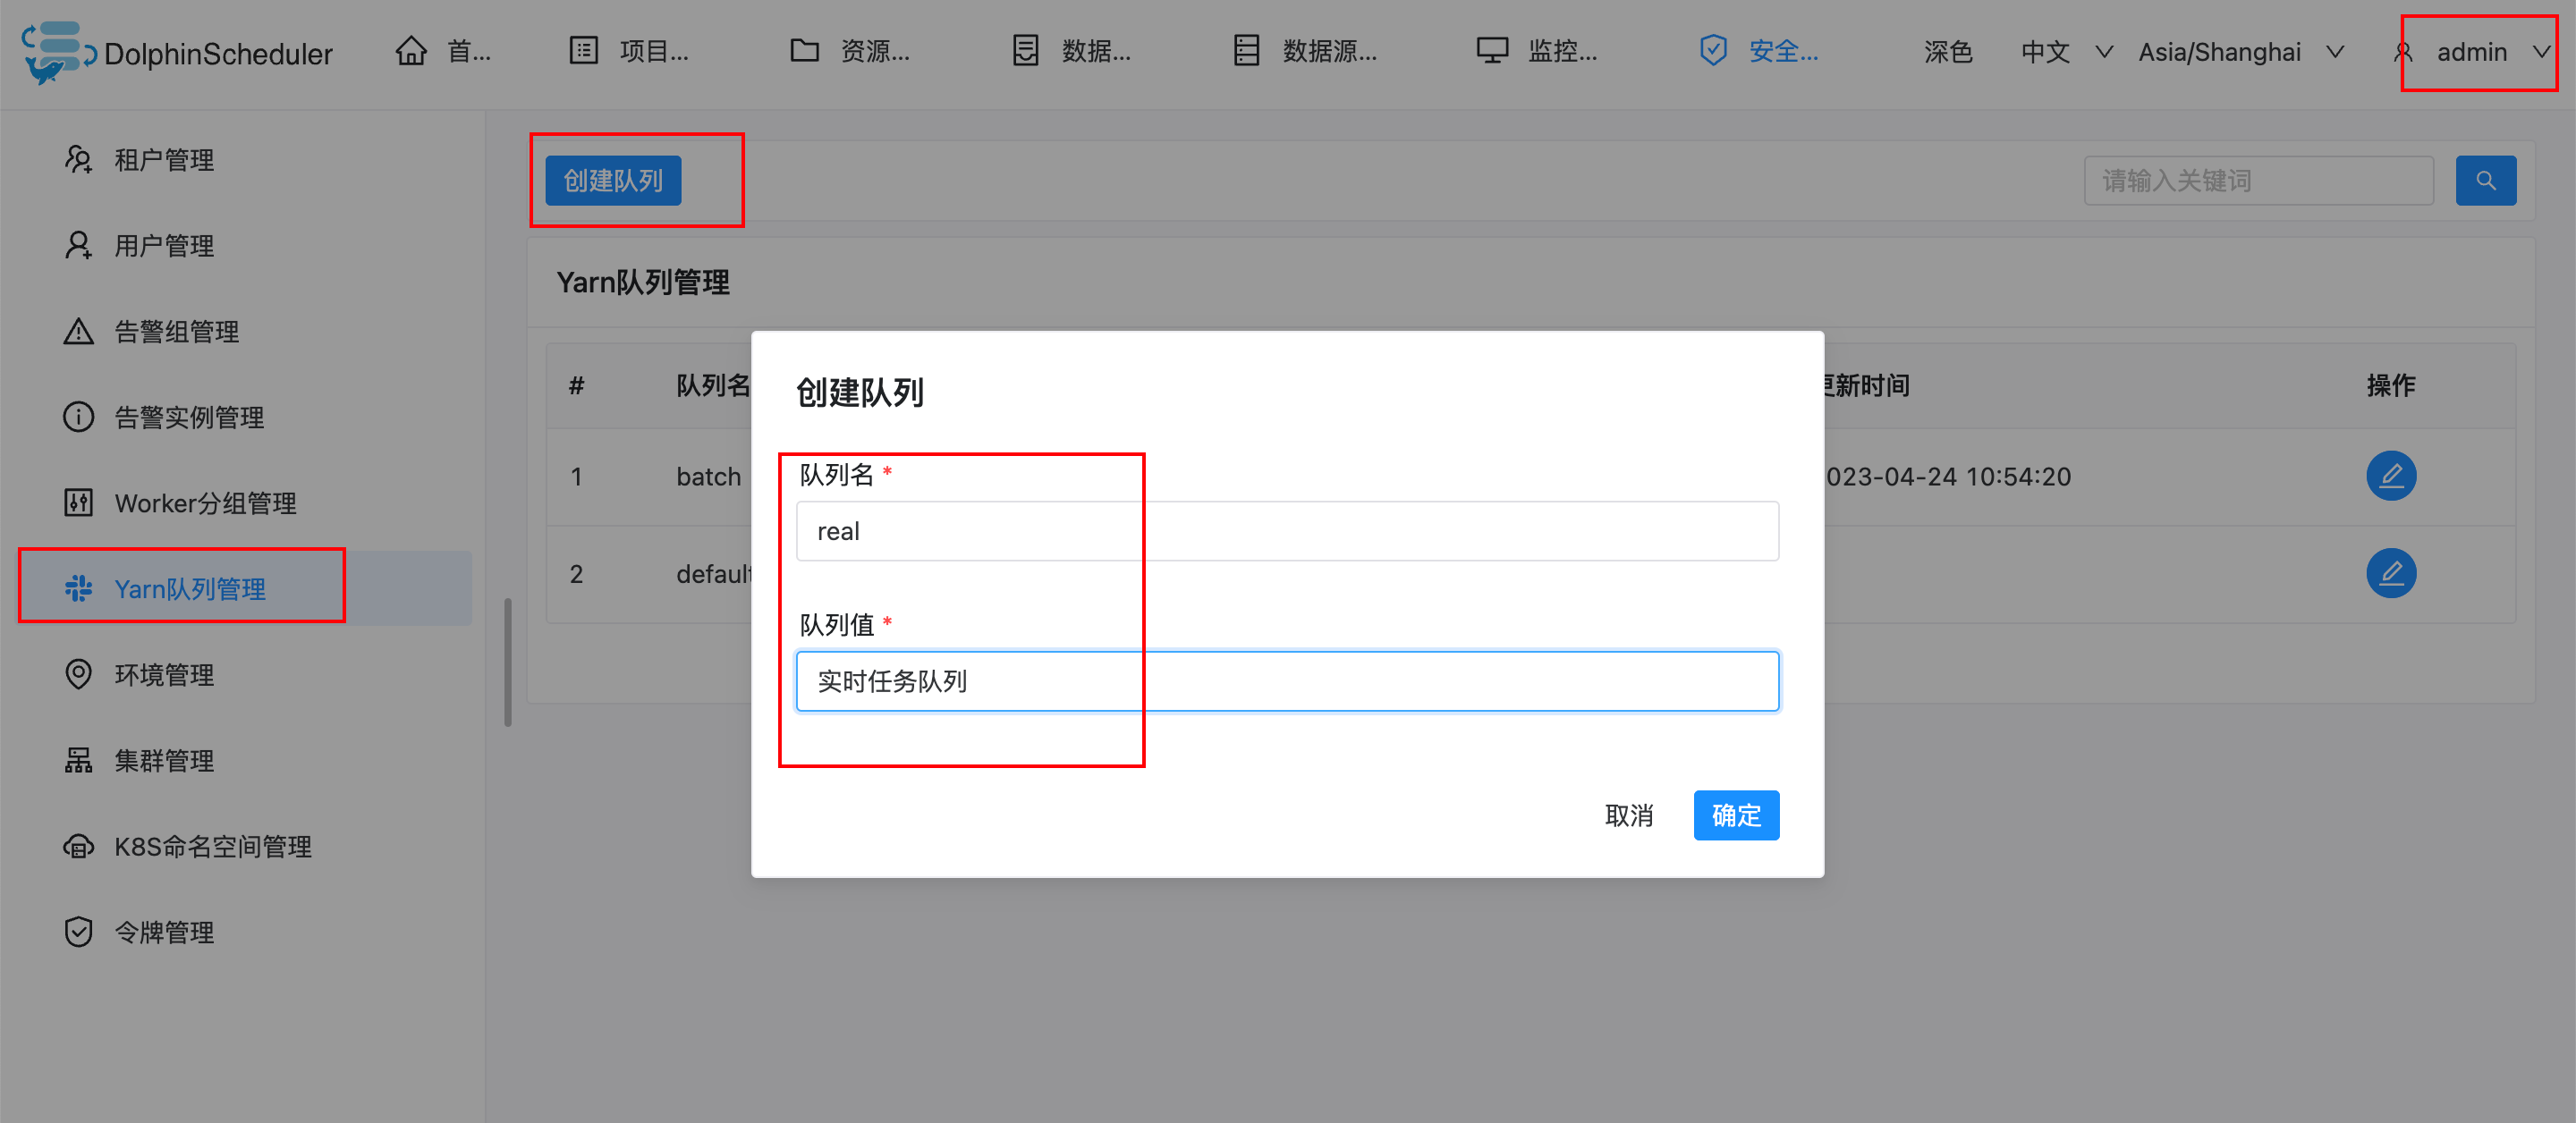 DolphinScheduler
首...
项目...
资源...
数据...
数据源...
监控...
安全...
深色
中文
Asia/Shanghai
admin
租户管理
用户管理
告警组管理
告警实例管理
Worker分组管理
Yarn队列管理
环境管理
集群管理
K8S命名空间管理
令牌管理
创建队列
请输入关键词
Yarn队列管理
# 队列名 更新时间 操作
1 batch 023-04-24 10:54:20
2 default
创建队列
队列名 *
real
队列值 *
实时任务队列
取消 确定